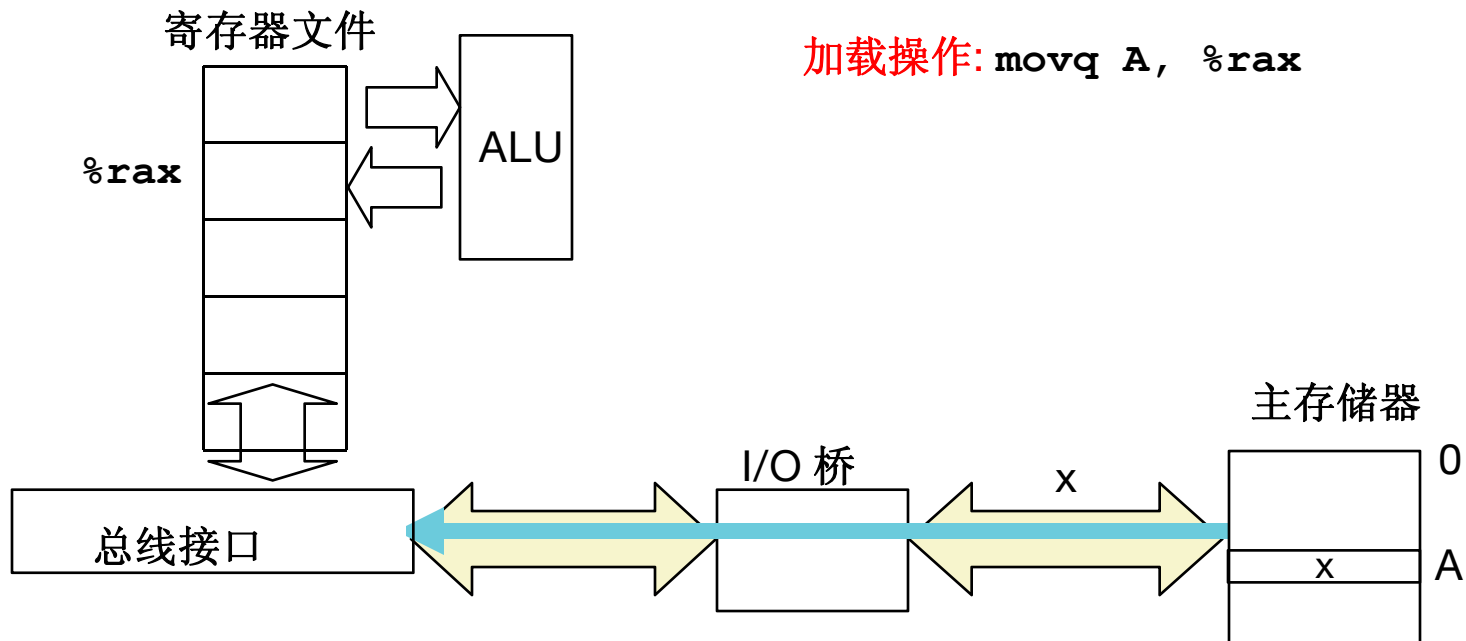 寄存器文件
加载操作: movq A, %rax
ALU
%rax
主存储器
I/O 桥
x
0
总线接口
x
A